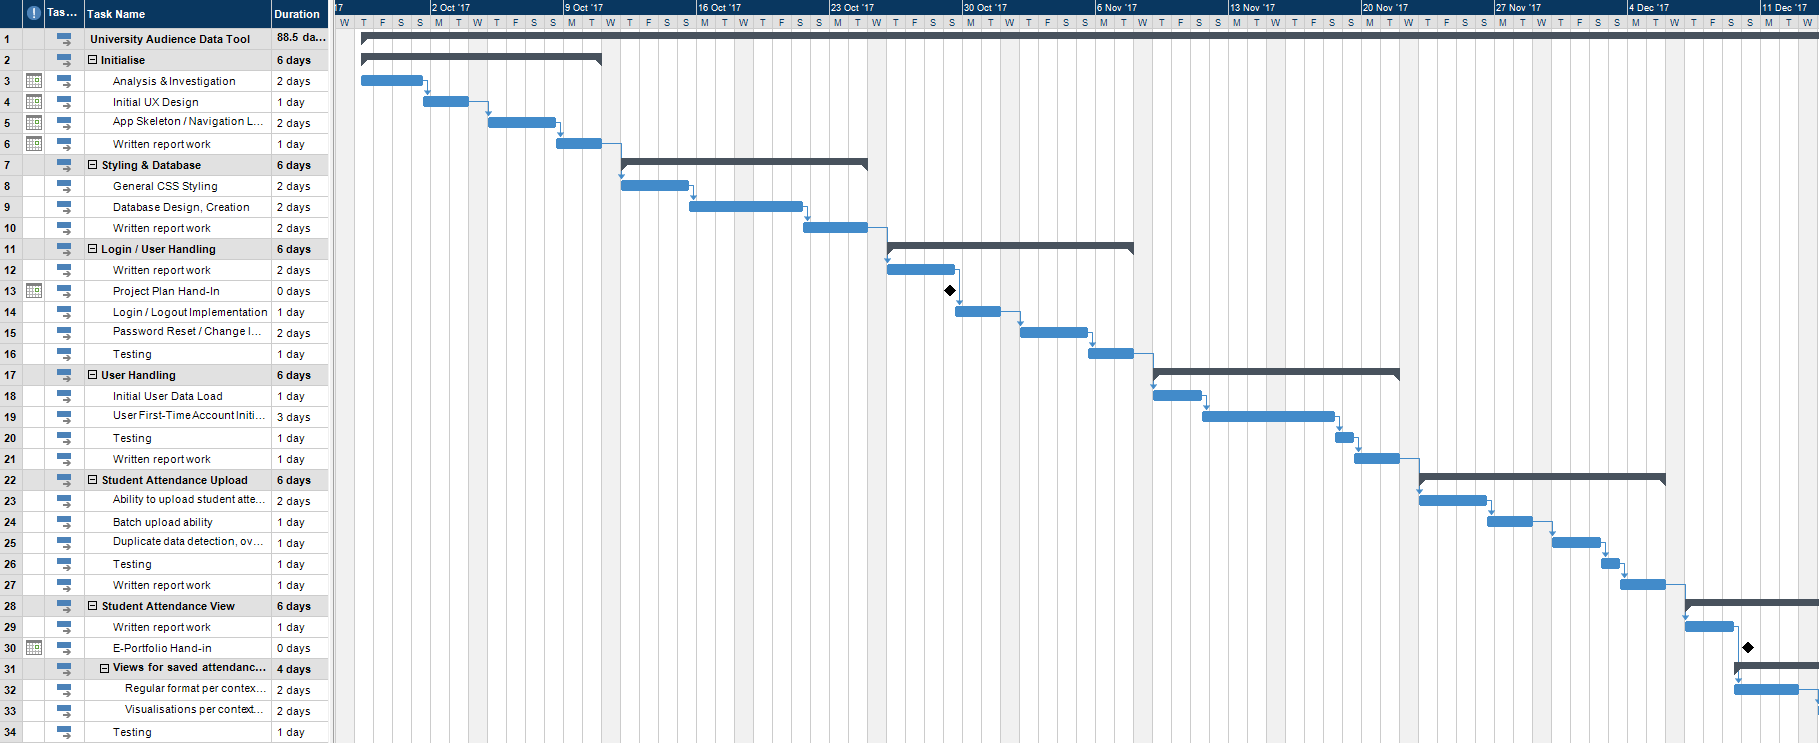 Tas... Task Name Duration '17 2 Oct '17 9 Oct '17 16 Oct '17 23 Oct '17 30 Oct '17 6 Nov '17 13 Nov '17 20 Nov '17 27 Nov '17 4 Dec '17 11 Dec '17
W T F S S M T W T F S S M T W T F S S M T W T F S S M T W T F S S M T W T F S S M T W T F S S M T W T F S S M T W T F S S M T W T F S S M T W T F S S M T W
1 University Audience Data Tool 88.5 da...
2 Initialise 6 days
3 Analysis & Investigation 2 days
4 Initial UX Design 1 day
5 App Skeleton / Navigation L... 2 days
6 Written report work 1 day
7 Styling & Database 6 days
8 General CSS Styling 2 days
9 Database Design, Creation 2 days
10 Written report work 2 days
11 Login / User Handling 6 days
12 Written report work 2 days
13 Project Plan Hand-In 0 days
14 Login / Logout Implementation 1 day
15 Password Reset / Change I... 2 days
16 Testing 1 day
17 User Handling 6 days
18 Initial User Data Load 1 day
19 User First-Time Account Initi... 3 days
20 Testing 1 day
21 Written report work 1 day
22 Student Attendance Upload 6 days
23 Ability to upload student atte... 2 days
24 Batch upload ability 1 day
25 Duplicate data detection, ov... 1 day
26 Testing 1 day
27 Written report work 1 day
28 Student Attendance View 6 days
29 Written report work 1 day
30 E-Portfolio Hand-in 0 days
31 Views for saved attendanc... 4 days
32 Regular format per contex... 2 days
33 Visualisations per context... 2 days
34 Testing 1 day